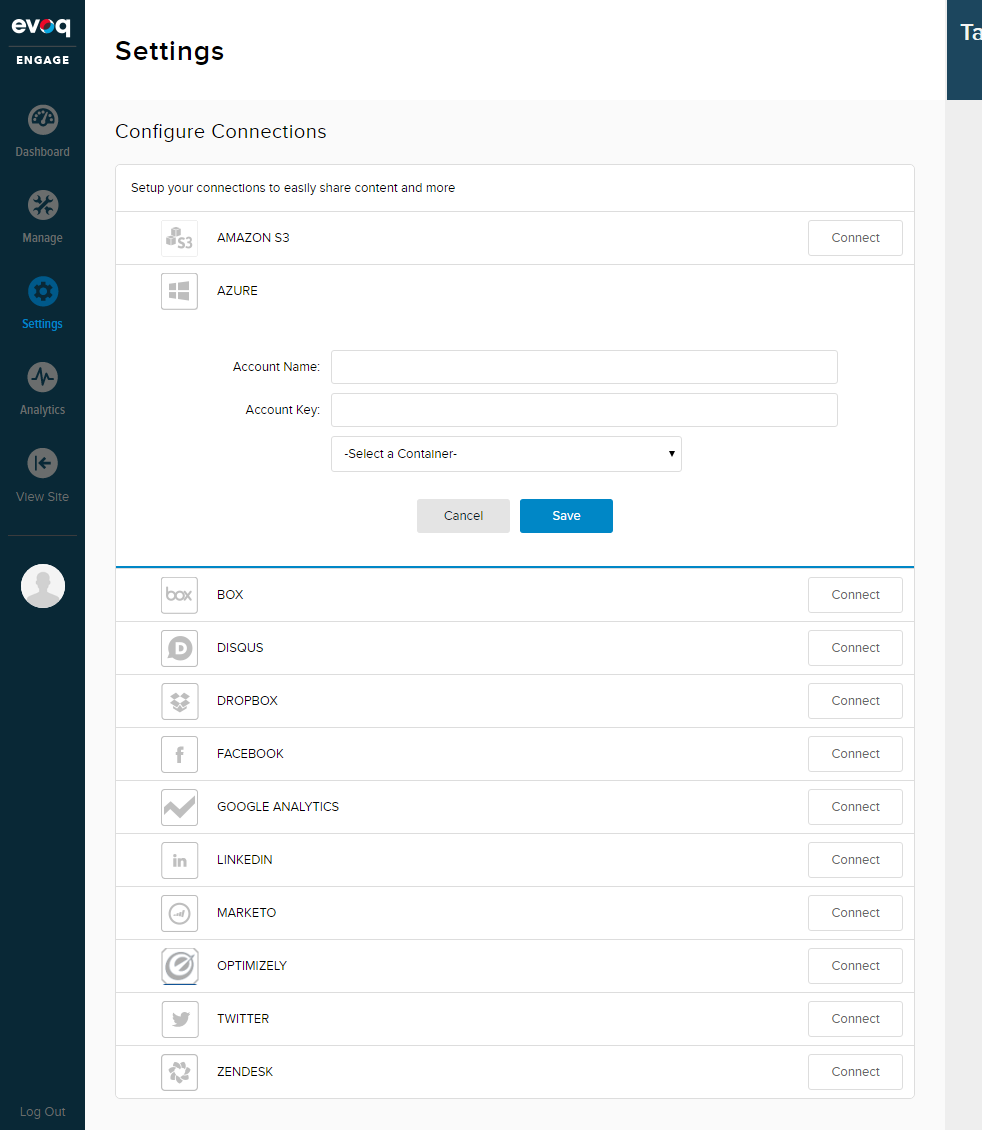 evoq
ENGAGE
Dashboard
Manage
Settings
Analytics
View Site
Log Out
Settings
Ta
Configure Connections
Setup your connections to easily share content and more
S3
AMAZON S3
Connect
AZURE
Account Name:
Account Key:
-Select a Container-
Cancel
Save
box
BOX
Connect
D
DISQUS
Connect
DROPBOX
Connect
f
FACEBOOK
Connect
GOOGLE ANALYTICS
Connect
in
LINKEDIN
Connect
MARKETO
Connect
OPTIMIZELY
Connect
TWITTER
Connect
ZENDESK
Connect